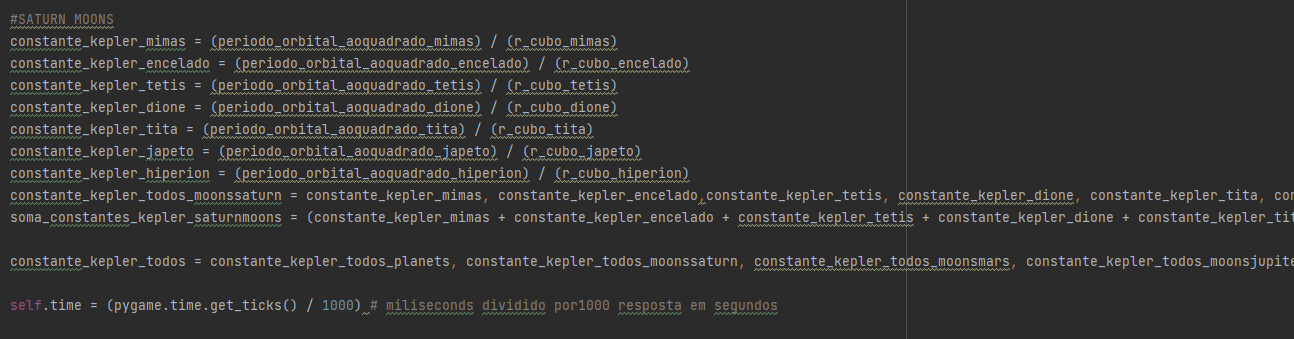 #SATURN MOONS
constante_kepler_mimas = (periodo_orbital_aoquadrado_mimas) / (r_cubo_mimas)
constante_kepler_encelado = (periodo_orbital_aoquadrado_encelado) / (r_cubo_encelado)
constante_kepler_tetis = (periodo_orbital_aoquadrado_tetis) / (r_cubo_tetis)
constante_kepler_dione = (periodo_orbital_aoquadrado_dione) / (r_cubo_dione)
constante_kepler_tita = (periodo_orbital_aoquadrado_tita) / (r_cubo_tita)
constante_kepler_japeto = (periodo_orbital_aoquadrado_japeto) / (r_cubo_japeto)
constante_kepler_hiperion = (periodo_orbital_aoquadrado_hiperion) / (r_cubo_hiperion)
constante_kepler_todos_moonssaturn = constante_kepler_mimas, constante_kepler_encelado,constante_kepler_tetis, constante_kepler_dione, constante_kepler_tita, con
soma_constantes_kepler_saturnmoons = (constante_kepler_mimas + constante_kepler_encelado + constante_kepler_tetis + constante_kepler_dione + constante_kepler_tit
constante_kepler_todos = constante_kepler_todos_planets, constante_kepler_todos_moonssaturn, constante_kepler_todos_moonsmars, constante_kepler_todos_moonsjupite
self.time = (pygame.time.get_ticks() / 1000) # miliseconds dividido por1000 resposta em segundos